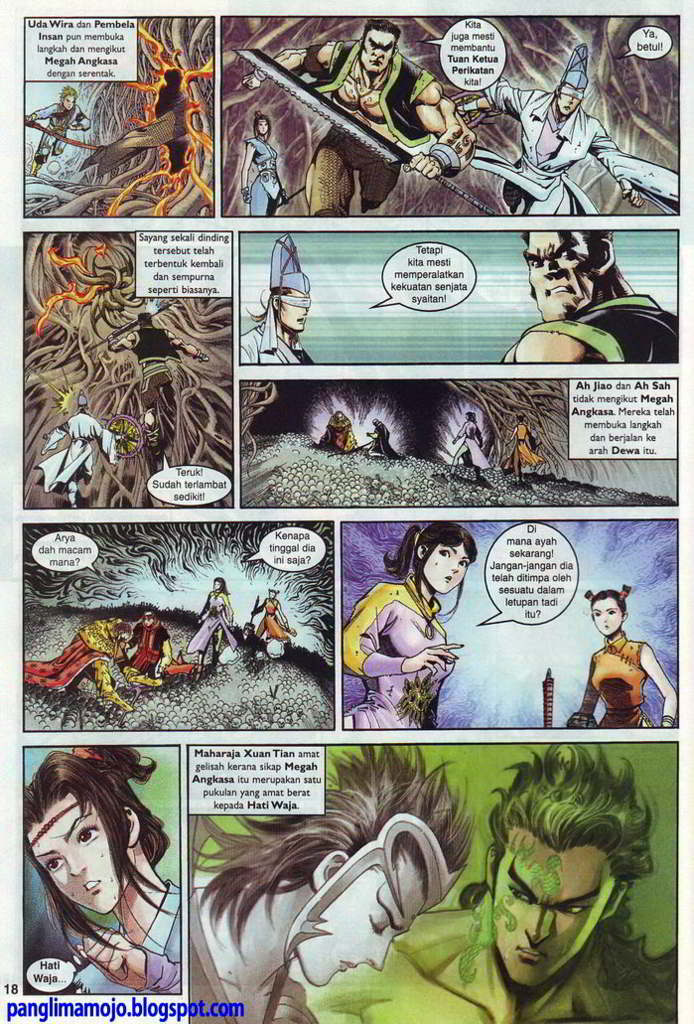 Uda Wira dan Pembela
Insan pun membuka
langkah dan mengikut
Megah Angkasa
dengan serentak.
Kita
juga mesti
membantu
Tuan Ketua
Perikatan
kita!
Ya,
betul!
Sayang sekali dinding
tersebut telah
terbentuk kembali
dan sempurna
seperti biasanya.
Teruk!
Sudah terlambat
sedikit!
Tetapi
kita mesti
memperalatkan
kekuatan senjata
syaitan!
Ah Jiao dan Ah Sah
tidak mengikut Megah
Angkasa. Mereka telah
membuka langkah
dan berjalan ke
arah Dewa itu.
Arya
dah macam
mana?
Kenapa
tinggal dia
ini saja?
Di
mana ayah
sekarang!
Jangan-jangan dia
telah ditimpa oleh
sesuatu dalam
letupan tadi
itu?
Hati
Waja...
Maharaja Xuan Tian amat
gelisah kerana sikap Megah
Angkasa itu merupakan satu
pukulan yang amat berat
kepada Hati Waja.
18
panglimamojo.blogspot.com